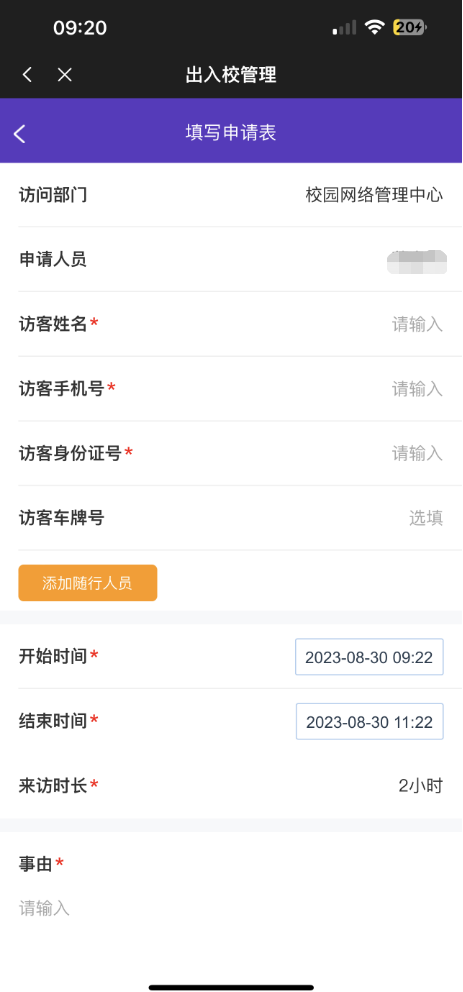 09:20
20
出入校管理
填写申请表
访问部门 校园网络管理中心
申请人员
访客姓名* 请输入
访客手机号* 请输入
访客身份证号* 请输入
访客车牌号 选填
添加随行人员
开始时间* 2023-08-30 09:22
结束时间* 2023-08-30 11:22
来访时长* 2小时
事由*
请输入